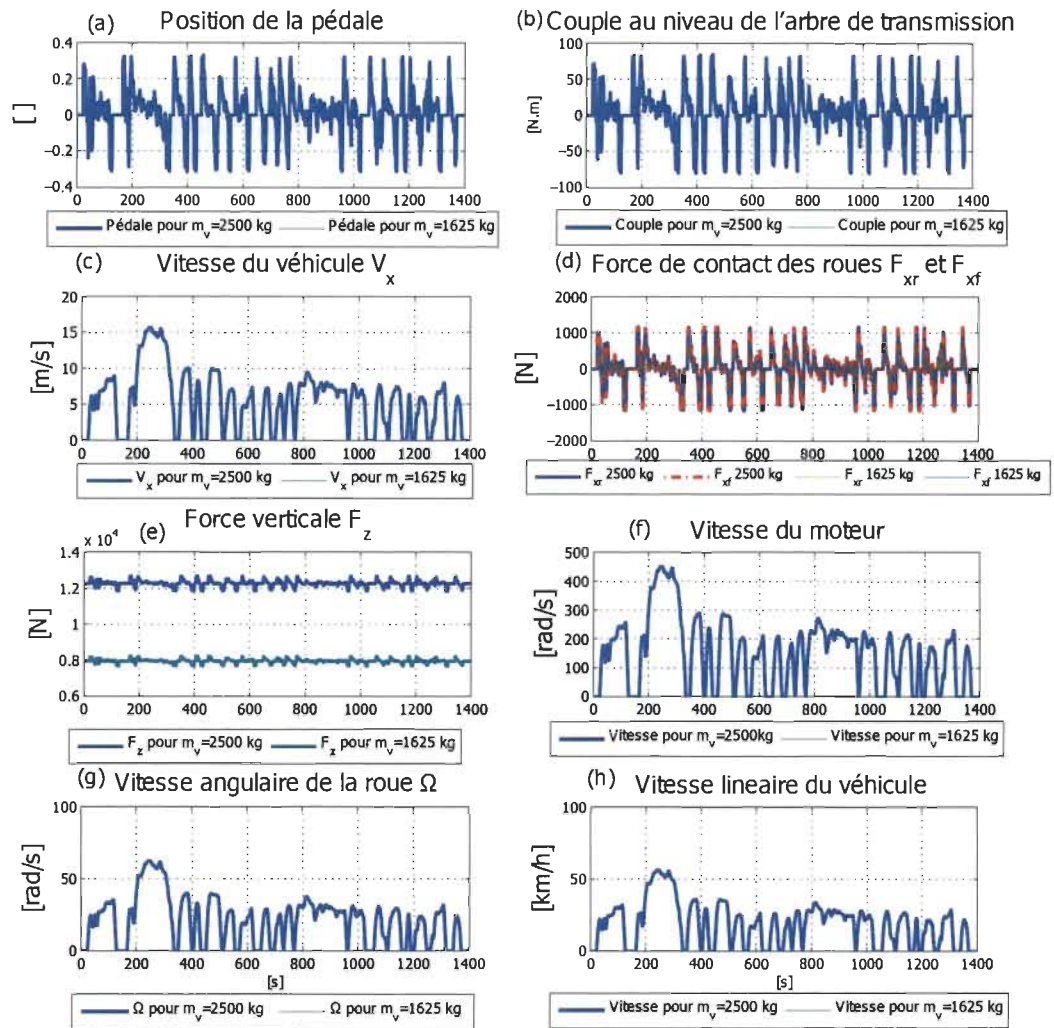 (a) Position de la pédale
0.4
0.2
0
−0.2
−0.4
[ ]
0 200 400 600 800 1000 1200 1400
Pédale pour m_v=2500 kg Pédale pour m_v=1625 kg
(b) Couple au niveau de l'arbre de transmission
100
50
0
−50
−100
[N.m]
0 200 400 600 800 1000 1200 1400
Couple pour m_v=2500 kg Couple pour m_v=1625 kg
(c) Vitesse du véhicule V_x
20
15
10
5
0
[m/s]
0 200 400 600 800 1000 1200 1400
V_x pour m_v=2500 kg V_x pour m_v=1625 kg
(d) Force de contact des roues F_xr et F_xf
2000
1000
0
−1000
−2000
[N]
0 200 400 600 800 1000 1200 1400
F_xr 2500 kg F_xf 2500 kg F_xr 1625 kg F_xf 1625 kg
(e) Force verticale F_z
x 10^4
1.4
1.2
1
0.8
0.6
[N]
0 200 400 600 800 1000 1200 1400
F_z pour m_v=2500 kg F_z pour m_v=1625 kg
(f) Vitesse du moteur
500
400
300
200
100
0
[rad/s]
0 200 400 600 800 1000 1200 1400
Vitesse pour m_v=2500kg Vitesse pour m_v=1625 kg
(g) Vitesse angulaire de la roue Ω
100
50
0
[rad/s]
0 200 400 600 800 1000 1200 1400
[s]
Ω pour m_v=2500 kg Ω pour m_v=1625 kg
(h) Vitesse lineaire du véhicule
100
50
0
[km/h]
0 200 400 600 800 1000 1200 1400
[s]
Vitesse pour m_v=2500 kg Vitesse pour m_v=1625 kg